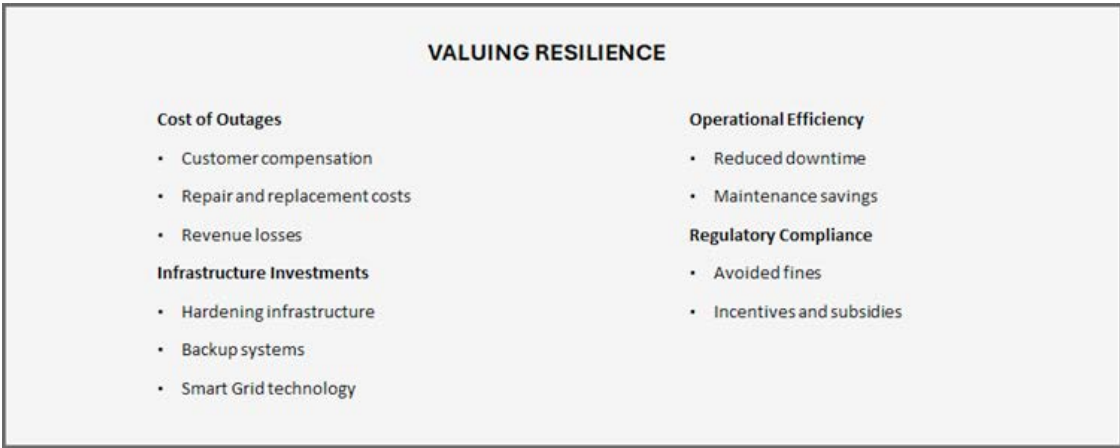 VALUING RESILIENCE
Cost of Outages
• Customer compensation
• Repair and replacement costs
• Revenue losses
Infrastructure Investments
• Hardening infrastructure
• Backup systems
• Smart Grid technology
Operational Efficiency
• Reduced downtime
• Maintenance savings
Regulatory Compliance
• Avoided fines
• Incentives and subsidies